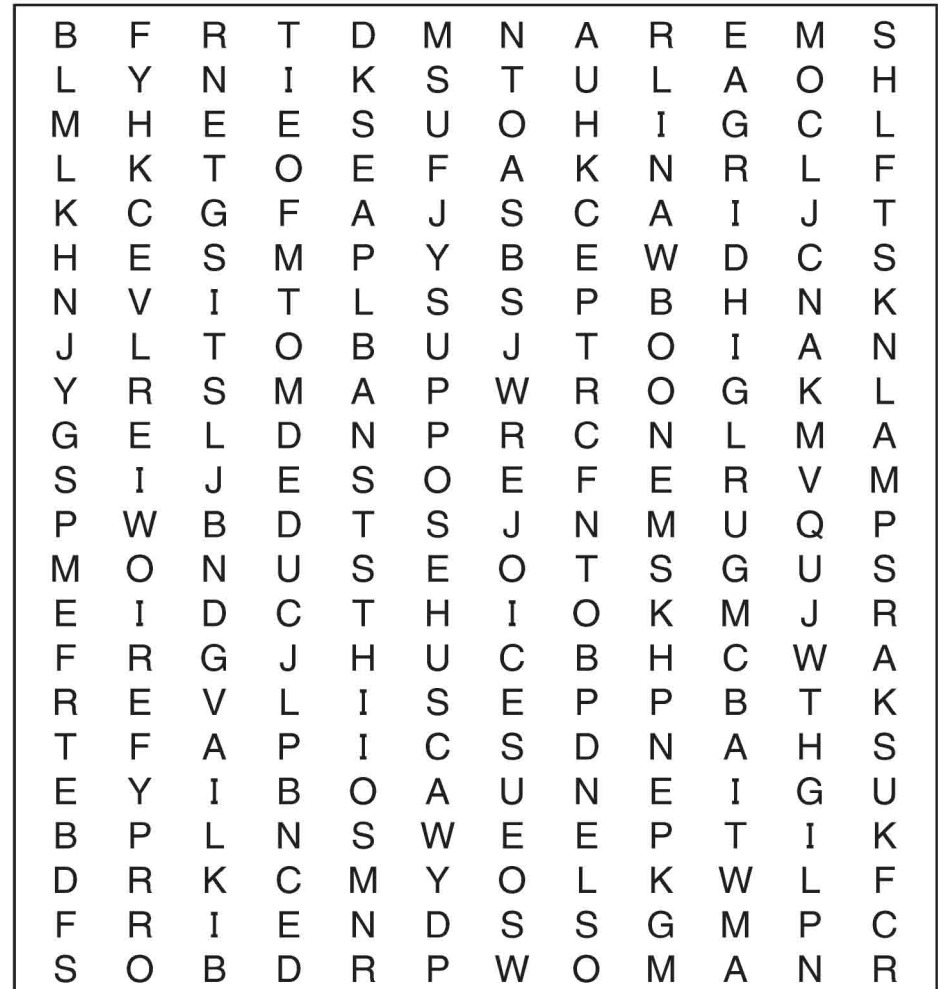 B F R T D M N A R E M S
L Y N I K S T U L A O H
M H E E S U O H I G C L
L K T O E F A K N R L F
K C G F A J S C A I J T
H E S M P Y B E W D C S
N V I T L S S P B H N K
J L T O B U J T O I A N
Y R S M A P W R O G K L
G E L D N P R C N L M A
S I J E S O E F E R V M
P W B D T S J N M U Q P
M O N U S E O T S G U S
E I D C T H I O K M J R
F R G J H U C B H C W A
R E V L I S E P P B T K
T F A P I C S D N A H S
E Y I B O A U N E I G U
B P L N S W E E P T I K
D R K C M Y O L K W L F
F R I E N D S S G M P C
S O B D R P W O M A N R